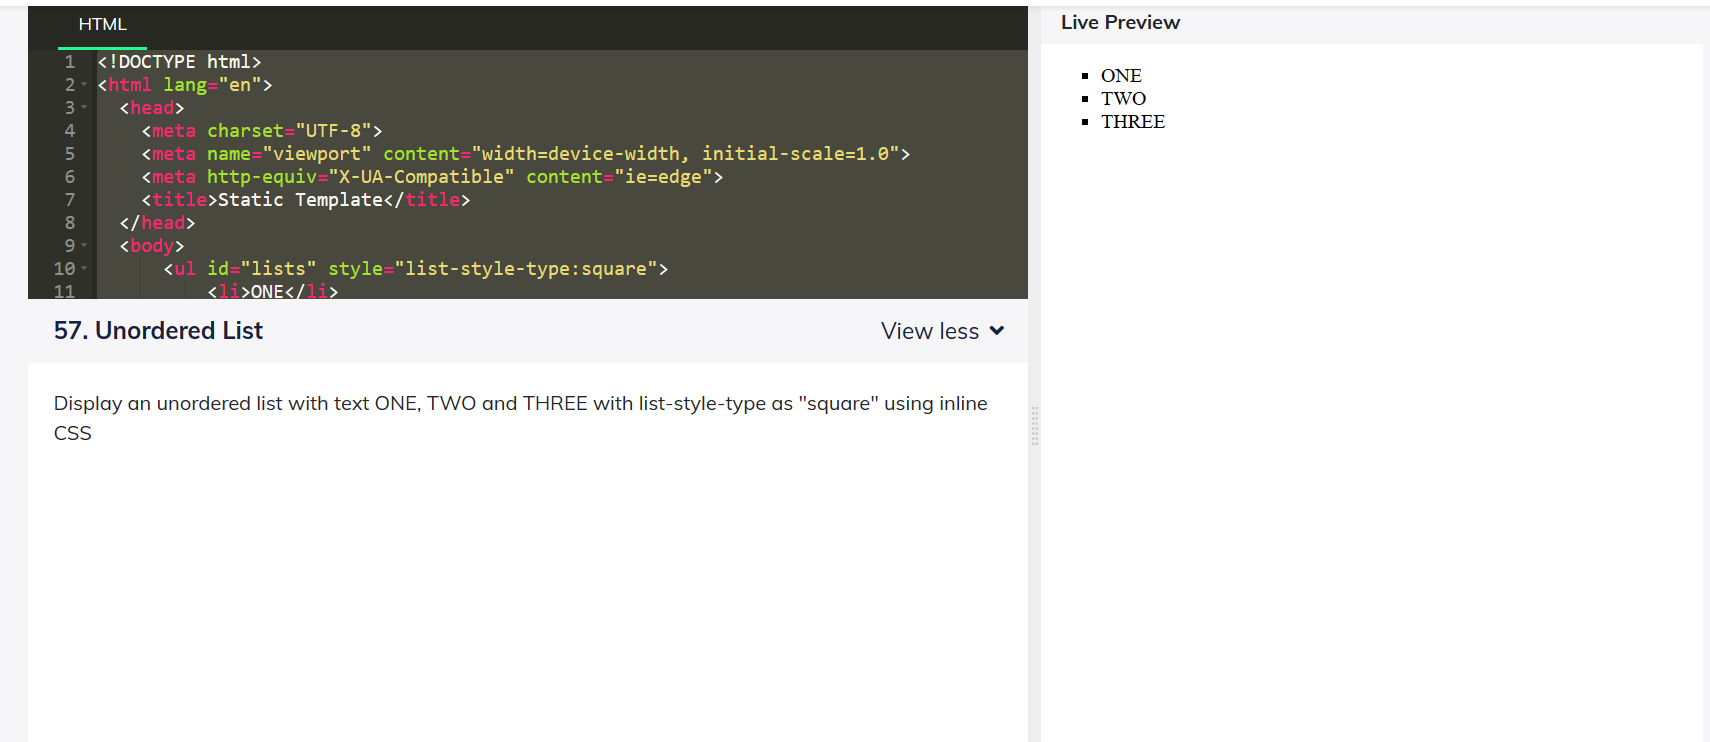 HTML
1 <!DOCTYPE html>
2 <html lang="en">
3 <head>
4 <meta charset="UTF-8">
5 <meta name="viewport" content="width=device-width, initial-scale=1.0">
6 <meta http-equiv="X-UA-Compatible" content="ie=edge">
7 <title>Static Template</title>
8 </head>
9 <body>
10 <ul id="lists" style="list-style-type:square">
11 <li>ONE</li>
57. Unordered List
View less
Display an unordered list with text ONE, TWO and THREE with list-style-type as "square" using inline
CSS
Live Preview
ONE
TWO
THREE